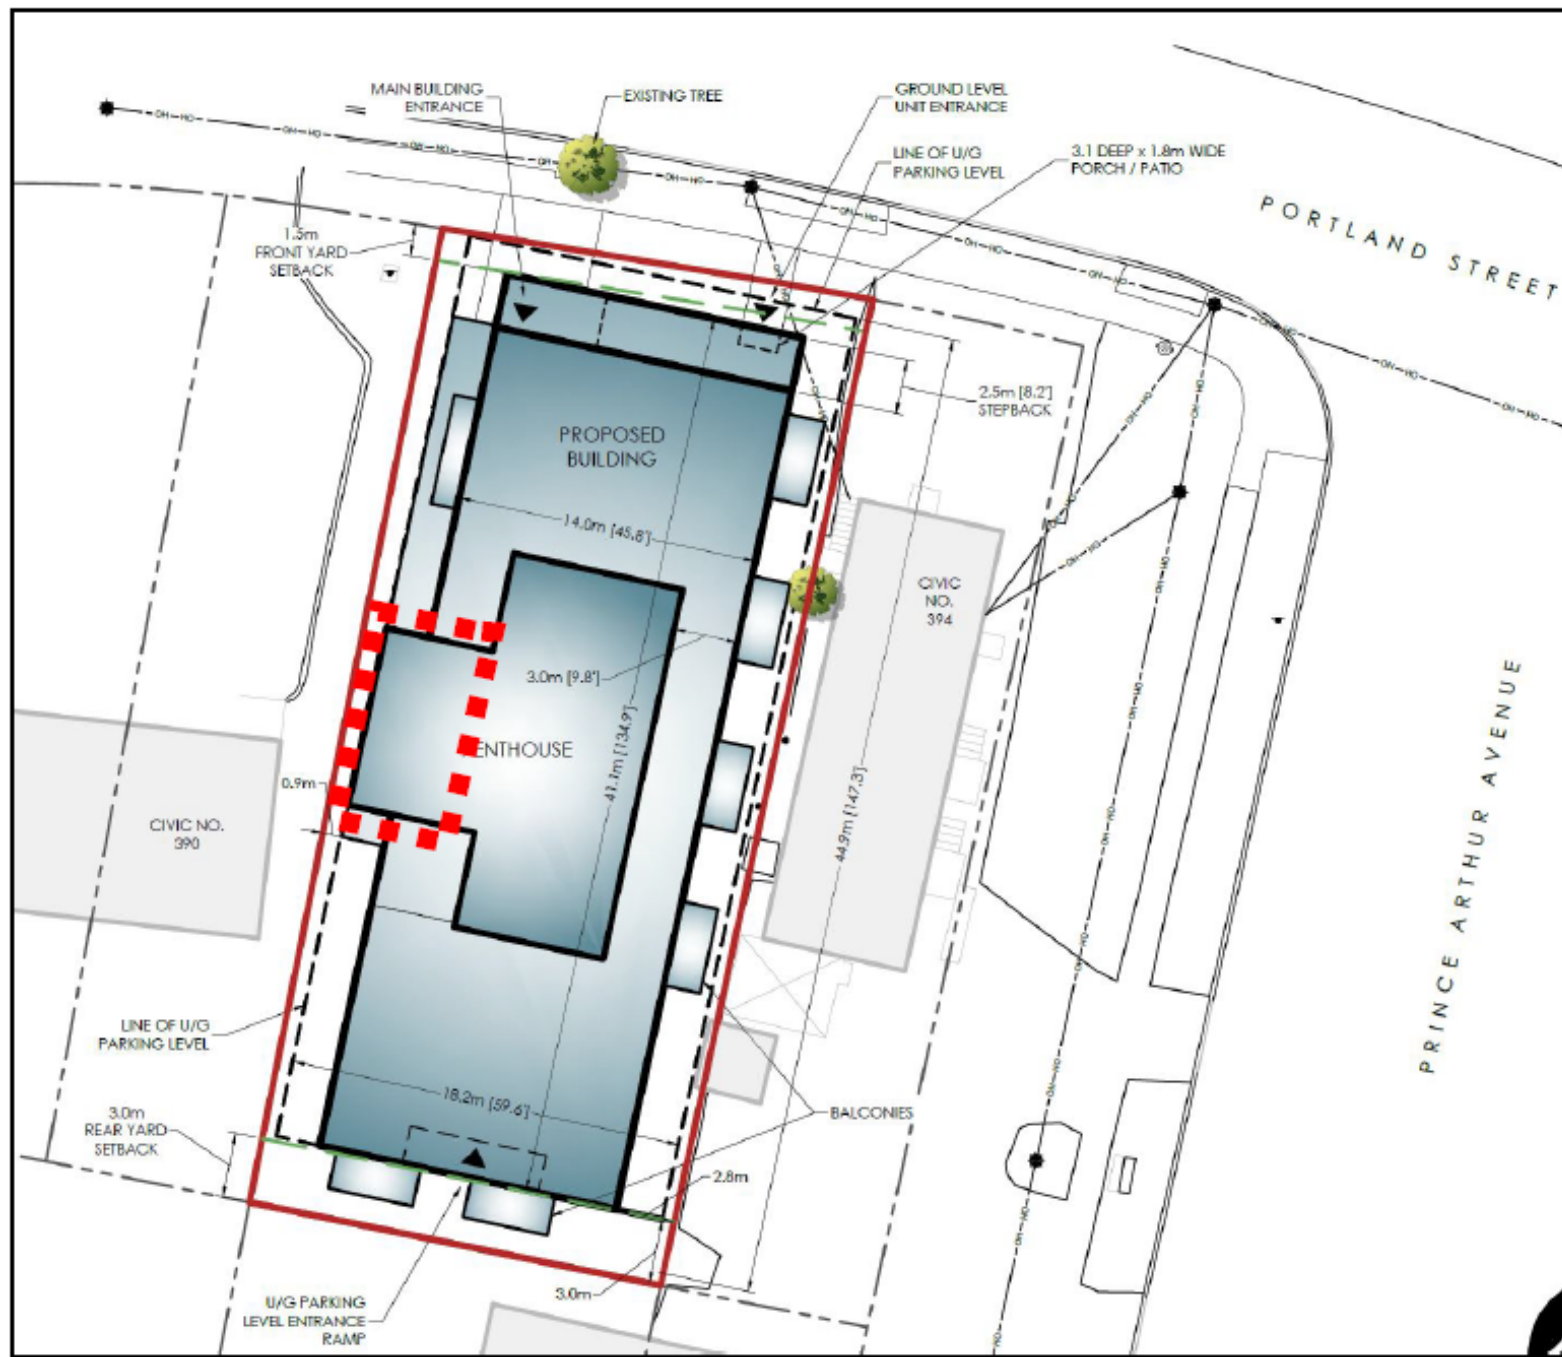 MAIN BUILDING
ENTRANCE
EXISTING TREE
GROUND LEVEL
UNIT ENTRANCE
LINE OF U/G
PARKING LEVEL
3.1 DEEP x 1.8m WIDE
PORCH / PATIO
PORTLAND STREET
1.5m
FRONT YARD
SETBACK
2.5m [8.2']
STEPBACK
PROPOSED
BUILDING
14.0m [45.8']
CIVIC
NO.
394
3.0m [9.8']
ENTHOUSE
41.1m [134.9']
44.9m [147.3']
0.9m
CIVIC NO.
390
PRINCE ARTHUR AVENUE
LINE OF U/G
PARKING LEVEL
18.2m [59.6']
3.0m
REAR YARD
SETBACK
BALCONIES
2.8m
3.0m
U/G PARKING
LEVEL ENTRANCE
RAMP